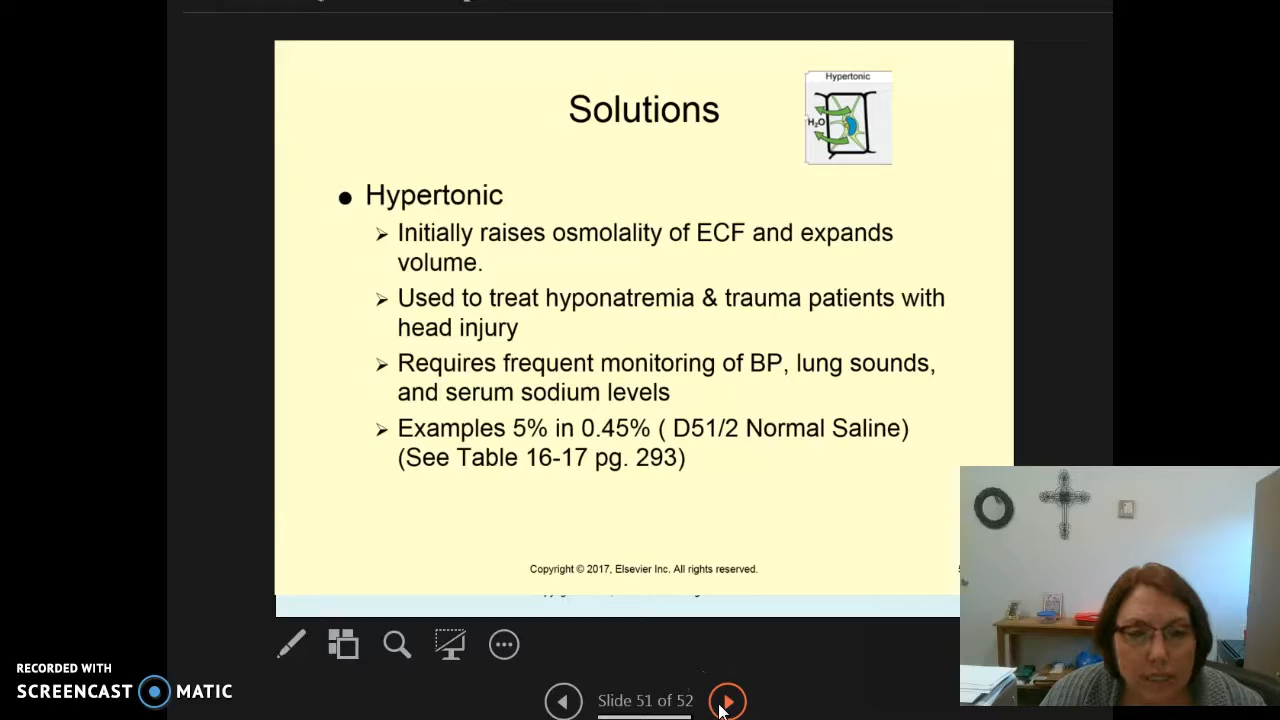 Solutions
Hypertonic
H₂O
● Hypertonic
➢ Initially raises osmolality of ECF and expands
volume.
➢ Used to treat hyponatremia & trauma patients with
head injury
➢ Requires frequent monitoring of BP, lung sounds,
and serum sodium levels
➢ Examples 5% in 0.45% ( D51/2 Normal Saline)
(See Table 16-17 pg. 293)
Copyright © 2017, Elsevier Inc. All rights reserved.
Slide 51 of 52
RECORDED WITH
SCREENCAST MATIC